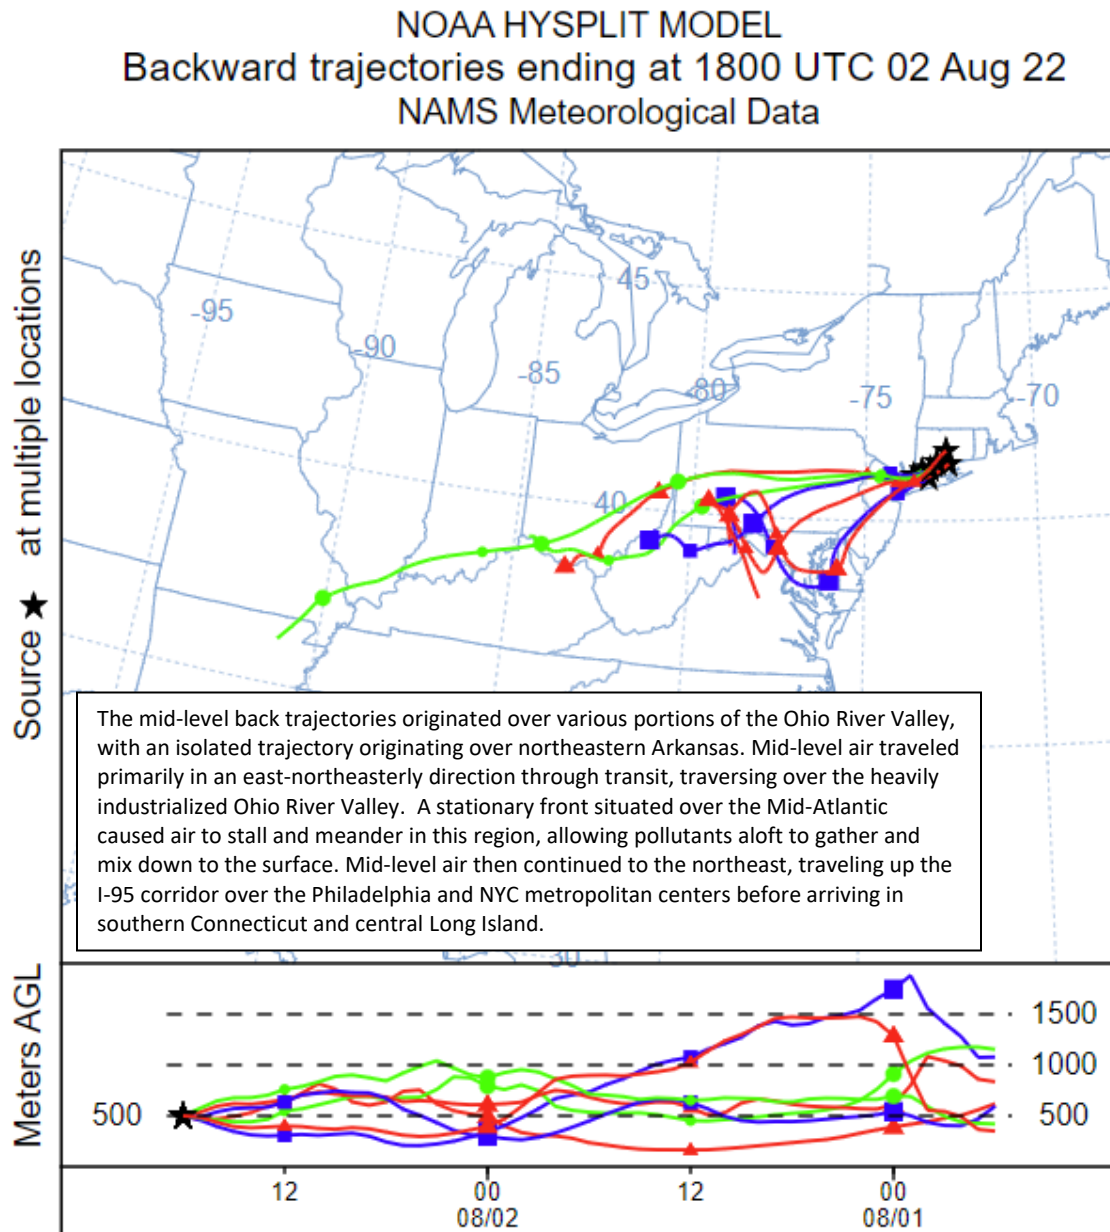 NOAA HYSPLIT MODEL
Backward trajectories ending at 1800 UTC 02 Aug 22
NAMS Meteorological Data
Source ★ at multiple locations
-95
-90
-85
45
-80
-75
-70
40
The mid-level back trajectories originated over various portions of the Ohio River Valley,
with an isolated trajectory originating over northeastern Arkansas. Mid-level air traveled
primarily in an east-northeasterly direction through transit, traversing over the heavily
industrialized Ohio River Valley.  A stationary front situated over the Mid-Atlantic
caused air to stall and meander in this region, allowing pollutants aloft to gather and
mix down to the surface. Mid-level air then continued to the northeast, traveling up the
I-95 corridor over the Philadelphia and NYC metropolitan centers before arriving in
southern Connecticut and central Long Island.
30
Meters AGL
500
1500
1000
500
12 00 12 00
08/02 08/01